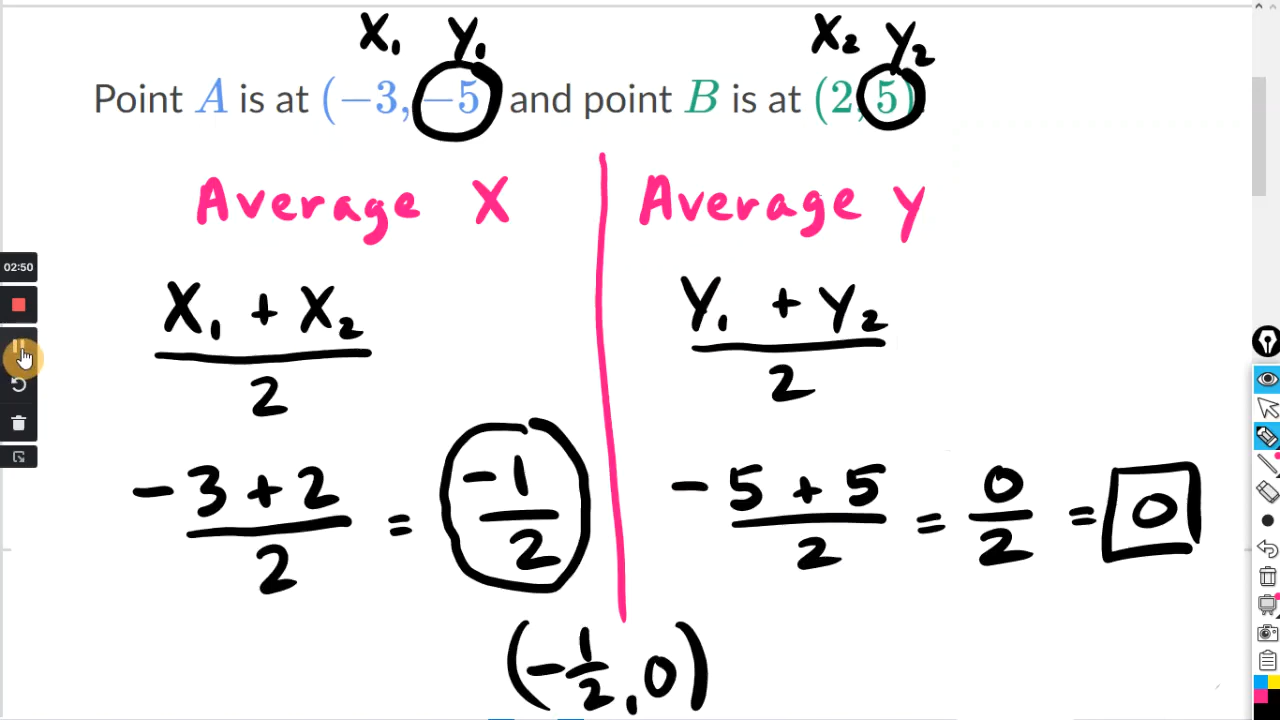 X₁ Y₁ X₂ Y₂
Point A is at (−3, −5) and point B is at (2, 5)
Average X Average Y
X₁ + X₂ Y₁ + Y₂
2 2
-3+2 = -1 -5+5 = 0 = 0
2 2 2 2
(-1/2, 0)
02:50